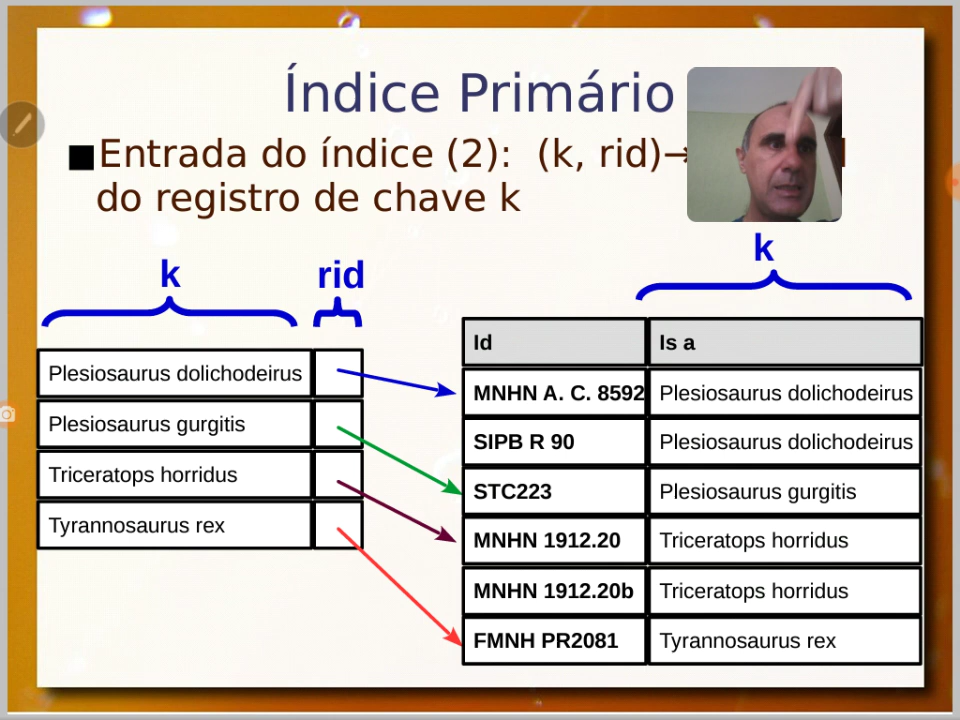 Índice Primário
■Entrada do índice (2): (k, rid)→
do registro de chave k
k
rid
k
Plesiosaurus dolichodeirus
Plesiosaurus gurgitis
Triceratops horridus
Tyrannosaurus rex
Id Is a
MNHN A. C. 8592 Plesiosaurus dolichodeirus
SIPB R 90 Plesiosaurus dolichodeirus
STC223 Plesiosaurus gurgitis
MNHN 1912.20 Triceratops horridus
MNHN 1912.20b Triceratops horridus
FMNH PR2081 Tyrannosaurus rex